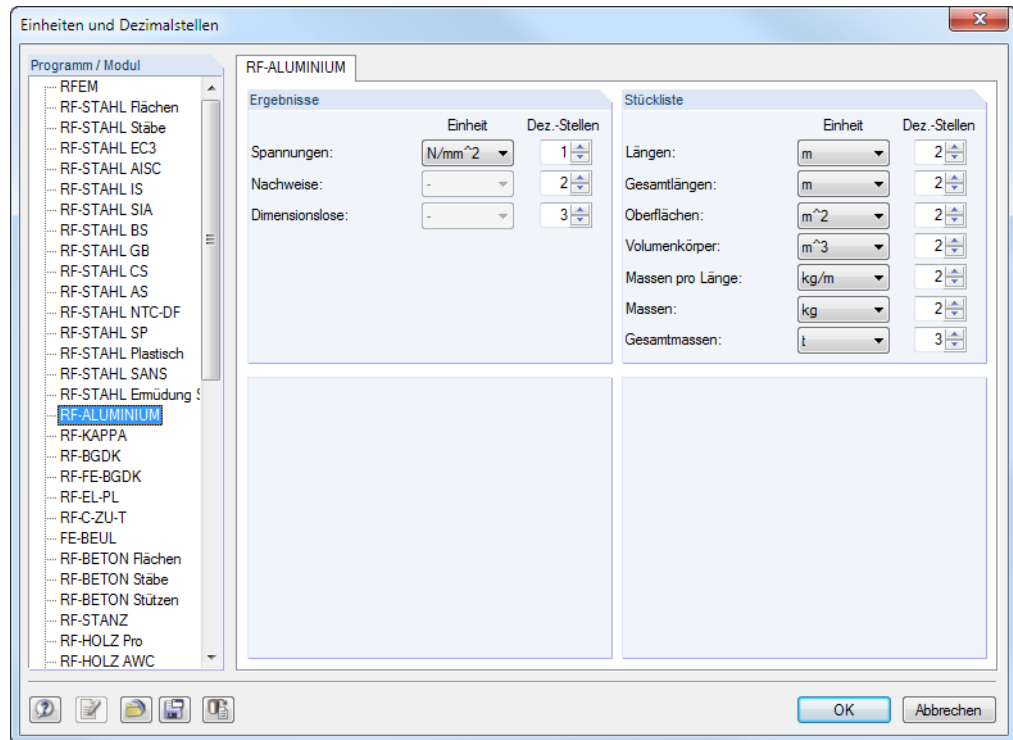 Einheiten und Dezimalstellen
Programm / Modul
RFEM
RF-STAHL Flächen
RF-STAHL Stäbe
RF-STAHL EC3
RF-STAHL AISC
RF-STAHL IS
RF-STAHL SIA
RF-STAHL BS
RF-STAHL GB
RF-STAHL CS
RF-STAHL AS
RF-STAHL NTC-DF
RF-STAHL SP
RF-STAHL Plastisch
RF-STAHL SANS
RF-STAHL Ermüdung S
RF-ALUMINIUM
RF-KAPPA
RF-BGDK
RF-FE-BGDK
RF-EL-PL
RF-C-ZU-T
FE-BEUL
RF-BETON Flächen
RF-BETON Stäbe
RF-BETON Stützen
RF-STANZ
RF-HOLZ Pro
RF-HOLZ AWC
RF-ALUMINIUM
Ergebnisse
Einheit Dez.-Stellen
Spannungen: N/mm^2 1
Nachweise: - 2
Dimensionslose: - 3
Stückliste
Einheit Dez.-Stellen
Längen: m 2
Gesamtlängen: m 2
Oberflächen: m^2 2
Volumenkörper: m^3 2
Massen pro Länge: kg/m 2
Massen: kg 2
Gesamtmassen: t 3
OK Abbrechen